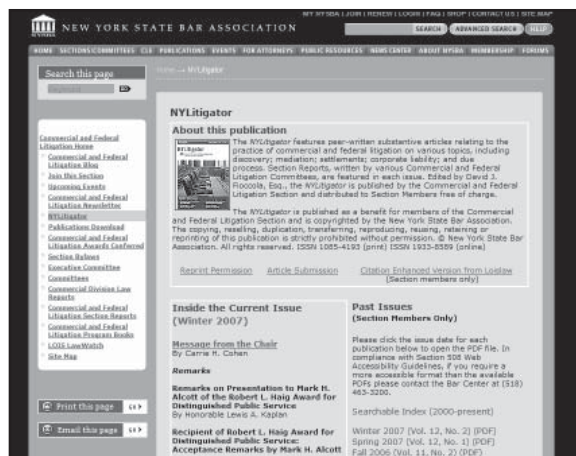 MY NYSBA | JOIN | RENEW | LOGIN | FAQ | SHOP | CONTACT US | SITE MAP
NEW YORK STATE BAR ASSOCIATION
SEARCH ADVANCED SEARCH HELP
HOME SECTIONS/COMMITTEES CLE PUBLICATIONS EVENTS FOR ATTORNEYS PUBLIC RESOURCES NEWS CENTER ABOUT NYSBA MEMBERSHIP FORUMS
Search this page
Home >> NYLitigator
GO
Commercial and Federal
Litigation Home
Commercial and Federal
Litigation Blog
Join this Section
Upcoming Events
Commercial and Federal
Litigation Newsletter
NYLitigator
Publications Download
Commercial and Federal
Litigation Awards Conferred
Section Bylaws
Executive Committee
Committees
Commercial Division Law
Reports
Commercial and Federal
Litigation Section Reports
Commercial and Federal
Litigation Program Books
LOIS LawWatch
Site Map
Print this page GO
Email this page GO
NYLitigator
About this publication
The NYLitigator features peer-written substantive articles relating to the
practice of commercial and federal litigation on various topics, including
discovery; mediation; settlements; corporate liability; and due
process. Section Reports, written by various Commercial and Federal
Litigation Committees, are featured in each issue. Edited by David J.
Fioccola, Esq., the NYLitigator is published by the Commercial and Federal
Litigation Section and distributed to Section Members free of charge.
The NYLitigator is published as a benefit for members of the Commercial
and Federal Litigation Section and is copyrighted by the New York State Bar Association.
The copying, reselling, duplication, transferring, reproducing, reusing, retaining or
reprinting of this publication is strictly prohibited without permission. © New York State Bar
Association. All rights reserved. ISSN 1085-4193 (print) ISSN 1933-8589 (online)
Reprint Permission Article Submission Citation Enhanced Version from Loislaw
(Section members only)
Inside the Current Issue
(Winter 2007)
Message from the Chair
By Carrie H. Cohen
Remarks
Remarks on Presentation to Mark H.
Alcott of the Robert L. Haig Award for
Distinguished Public Service
By Honorable Lewis A. Kaplan
Recipient of Robert L. Haig Award for
Distinguished Public Service:
Acceptance Remarks by Mark H. Alcott
Past Issues
(Section Members Only)
Please click the issue date for each
publication below to open the PDF file. In
compliance with Section 508 Web
Accessibility Guidelines, if you require a
more accessible format than the available
PDFs please contact the Bar Center at (518)
463-3200.
Searchable Index (2000-present)
Winter 2007 (Vol. 12, No. 2) (PDF)
Spring 2007 (Vol. 12, No. 1) (PDF)
Fall 2006 (Vol. 11, No. 2) (PDF)